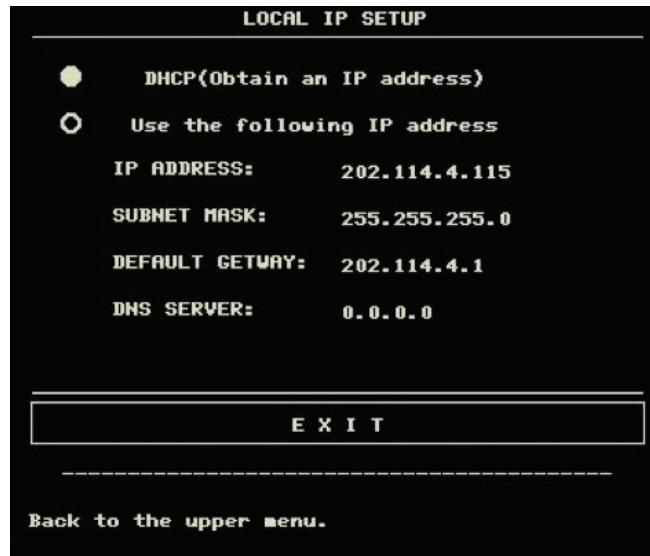 LOCAL IP SETUP
DHCP(Obtain an IP address)
Use the following IP address
IP ADDRESS: 202.114.4.115
SUBNET MASK: 255.255.255.0
DEFAULT GETWAY: 202.114.4.1
DNS SERVER: 0.0.0.0
E X I T
Back to the upper menu.